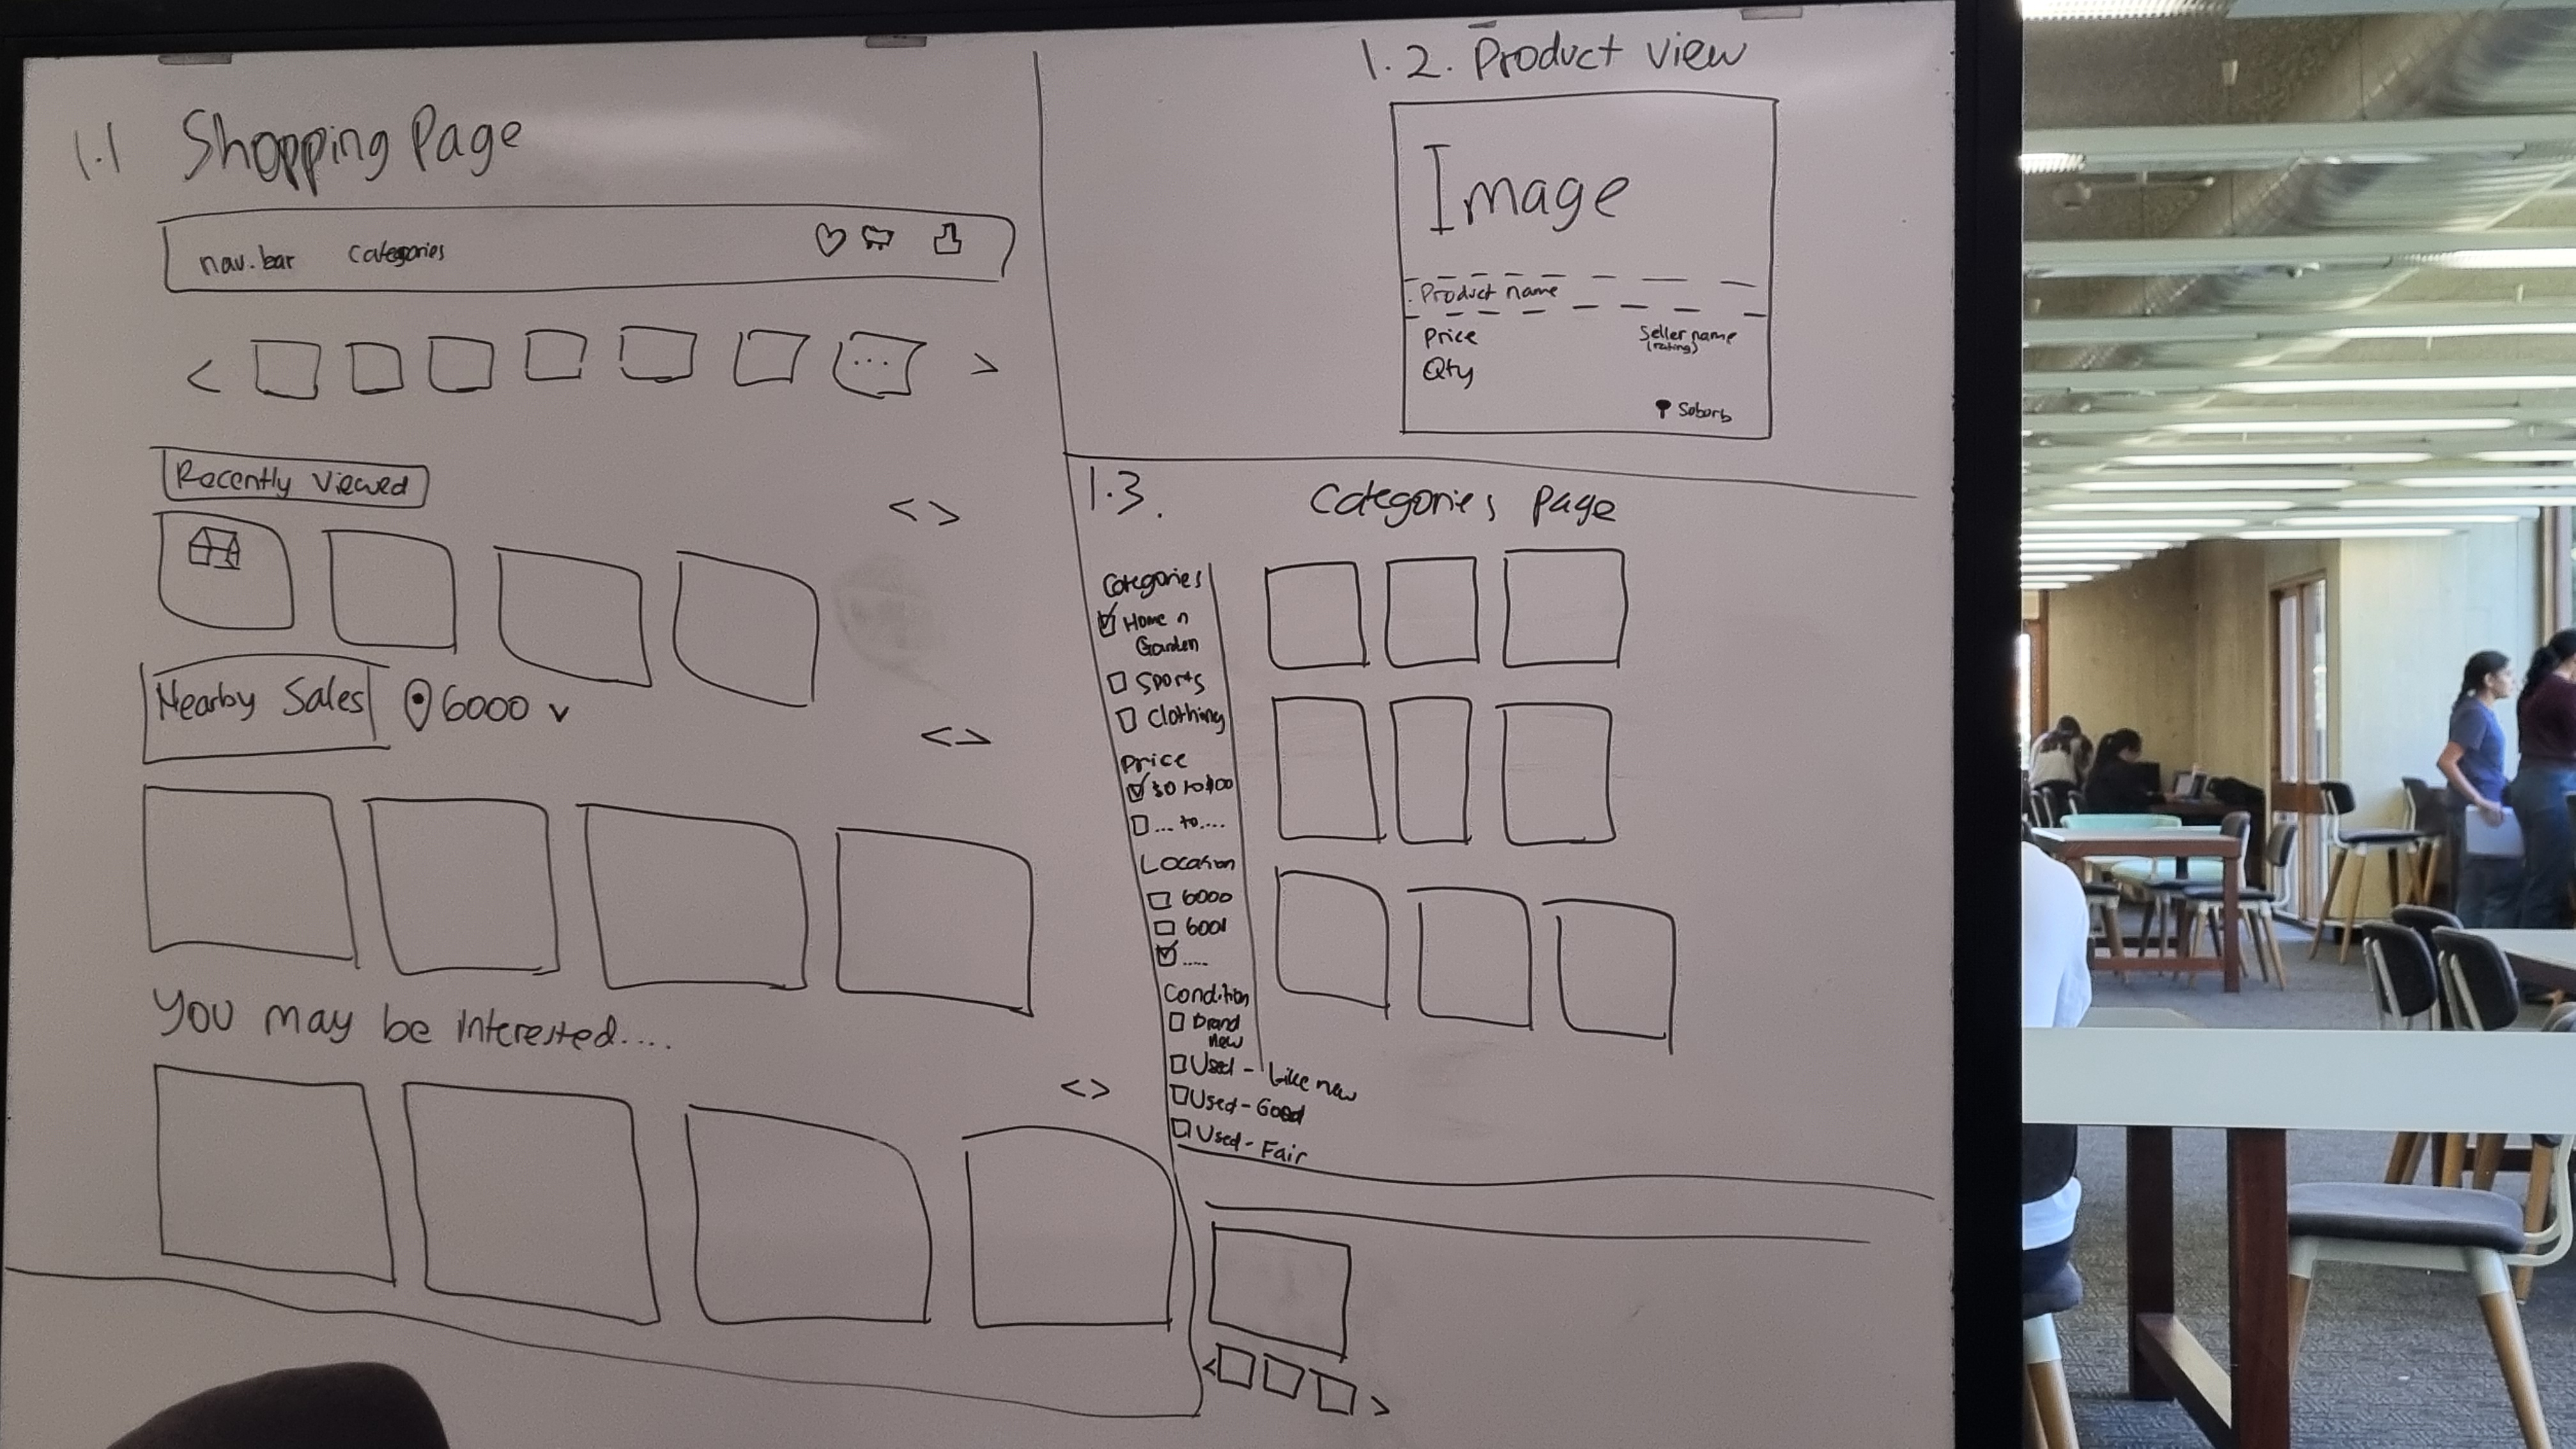 1.1 Shopping Page
nav.bar categories
< ... >
Recently Viewed
< >
Nearby Sales 6000 v
< >
You may be interested....
< >
1.2. Product view
Image
Product name
Price
Seller name
(rating)
Qty
Soborb
1.3. Categories page
Categories
Home n
Garden
Sports
Clothing
Price
$0 to $100
... to ....
Location
6000
6001
.....
Condition
brand
new
Used - Like new
Used - Good
Used - Fair
< >